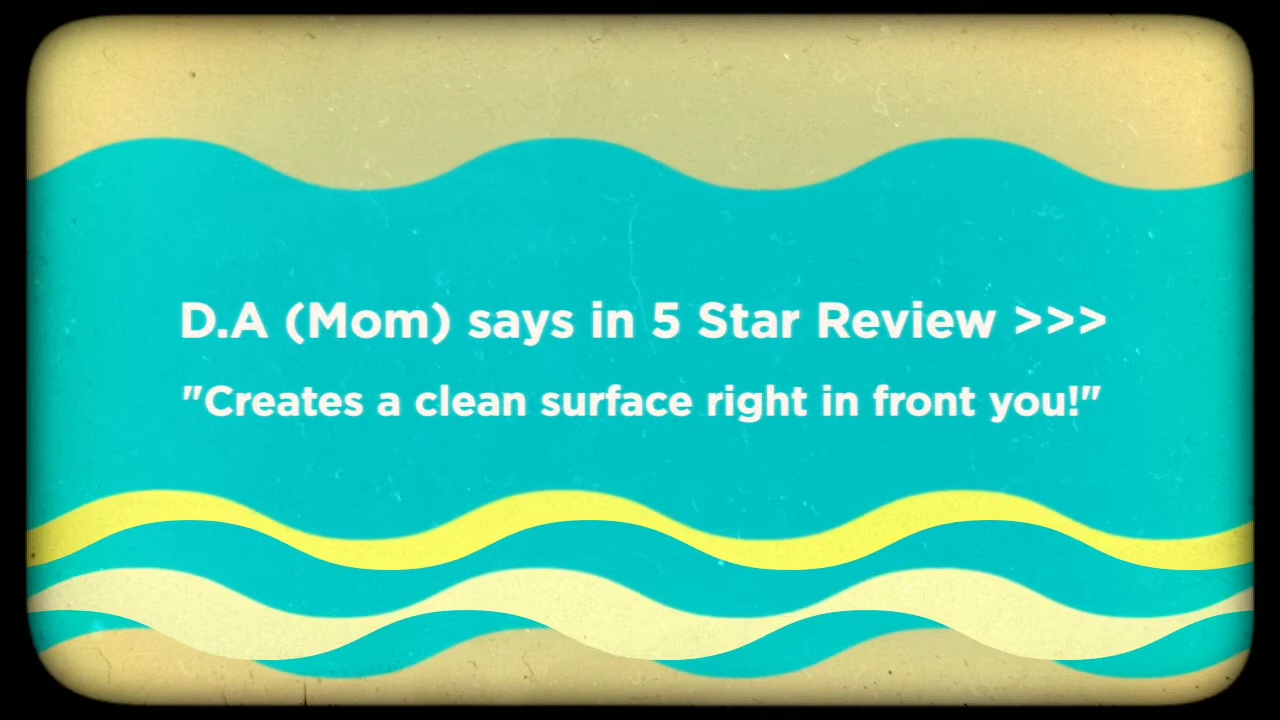 D.A (Mom) says in 5 Star Review >>>
"Creates a clean surface right in front you!"